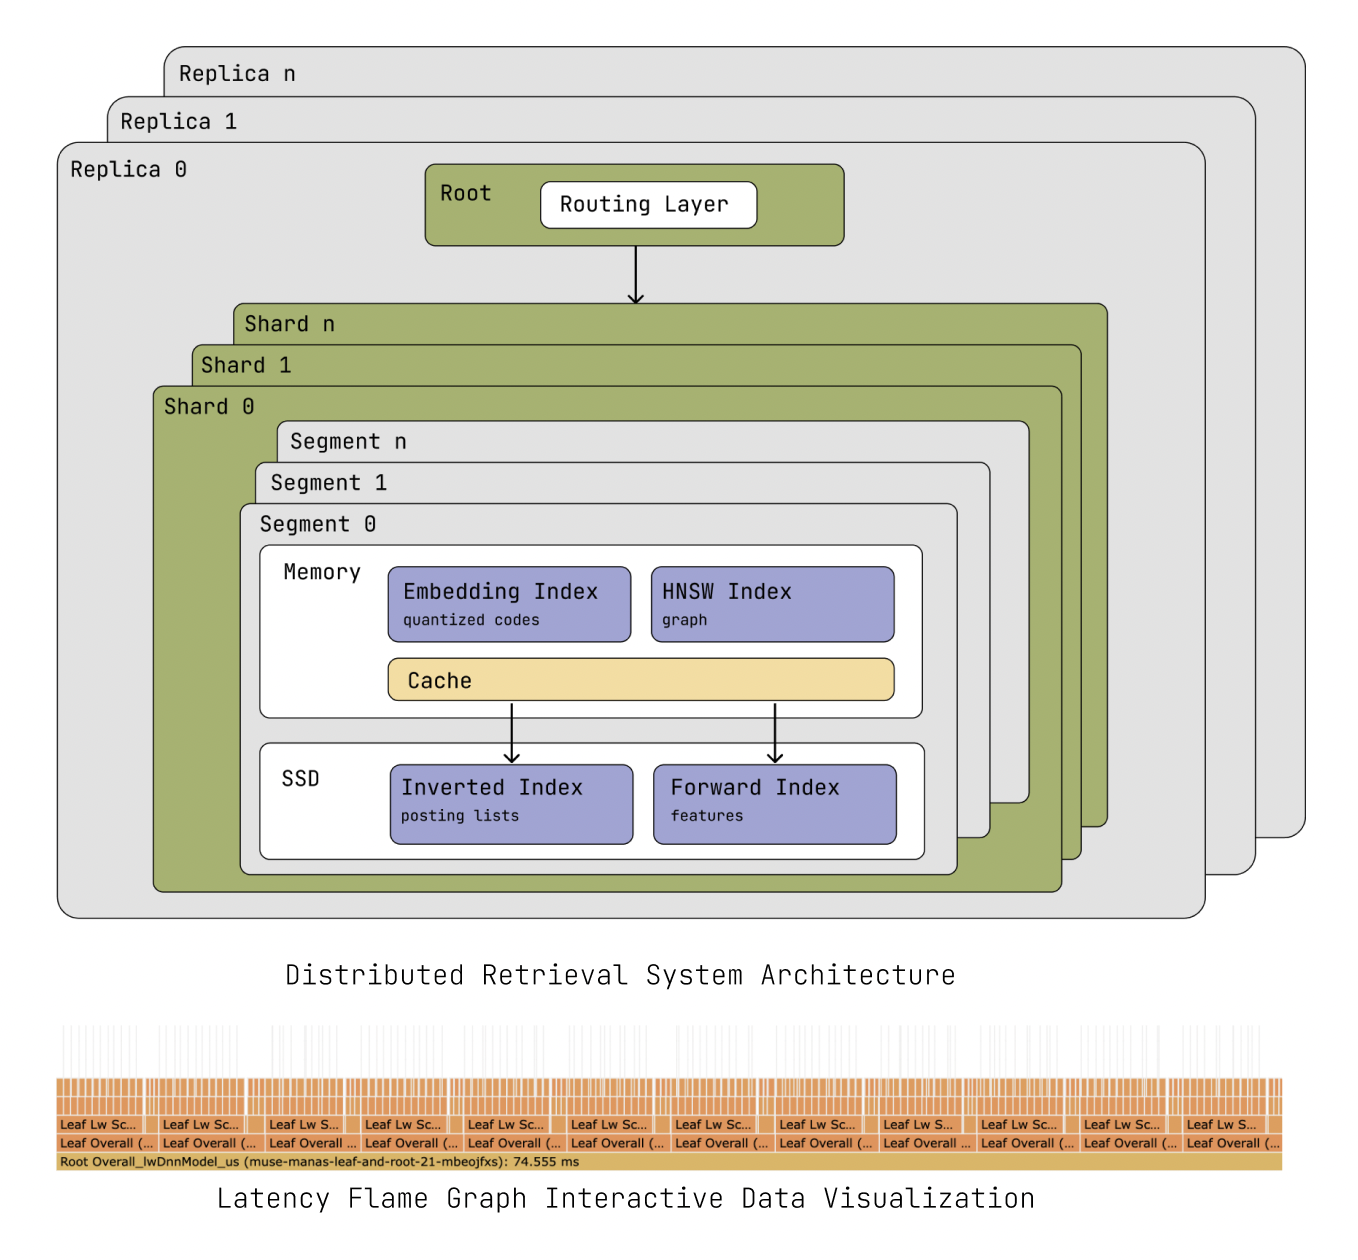 Replica n
Replica 1
Replica 0
Root
Routing Layer
Shard n
Shard 1
Shard 0
Segment n
Segment 1
Segment 0
Memory
Embedding Index
quantized codes
HNSW Index
graph
Cache
SSD
Inverted Index
posting lists
Forward Index
features
Distributed Retrieval System Architecture
Leaf Lw Sc... Leaf Lw Sc... Leaf Lw S... Leaf Lw Sc... Leaf Lw Sc... Leaf Lw Sc... Leaf Lw Sc... Leaf Lw Sc... Leaf Lw S... Leaf Lw Sc... Leaf Lw Sc... Leaf Lw S...
Leaf Overall (... Leaf Overall (... Leaf Overall ... Leaf Overall (... Leaf Overall (... Leaf Overall (... Leaf Overall (... Leaf Overall (... Leaf Overall ... Leaf Overall (... Leaf Overall (... Leaf Overall (...
Root Overall_lwDnnModel_us (muse-manas-leaf-and-root-21-mbeojfxs): 74.555 ms
Latency Flame Graph Interactive Data Visualization